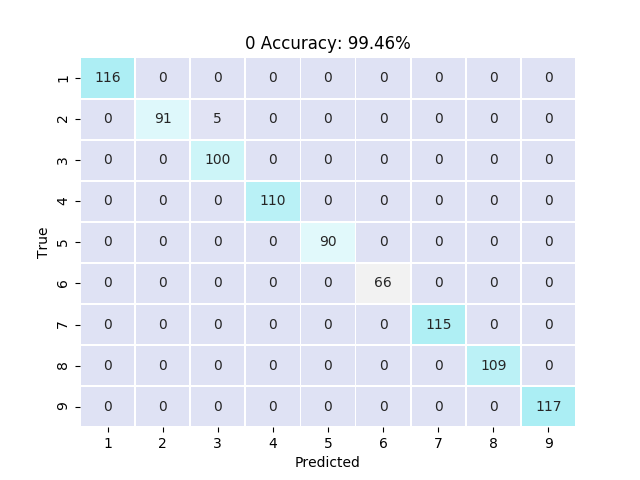 0 Accuracy: 99.46%
1 116 0 0 0 0 0 0 0 0
2 0 91 5 0 0 0 0 0 0
3 0 0 100 0 0 0 0 0 0
4 0 0 0 110 0 0 0 0 0
True
5 0 0 0 0 90 0 0 0 0
6 0 0 0 0 0 66 0 0 0
7 0 0 0 0 0 0 115 0 0
8 0 0 0 0 0 0 0 109 0
9 0 0 0 0 0 0 0 0 117
1 2 3 4 5 6 7 8 9
Predicted